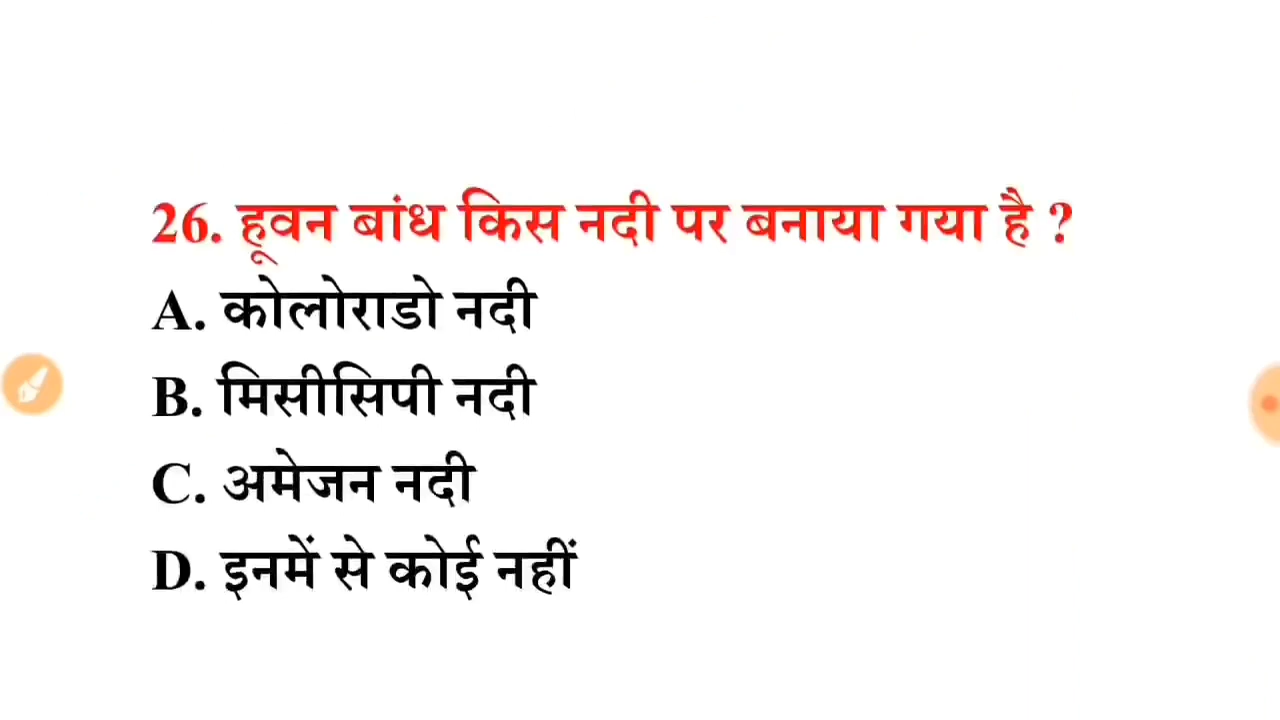 26. हूवन बांध किस नदी पर बनाया गया है ?
A. कोलोराडो नदी
B. मिसीसिपी नदी
C. अमेजन नदी
D. इनमें से कोई नहीं